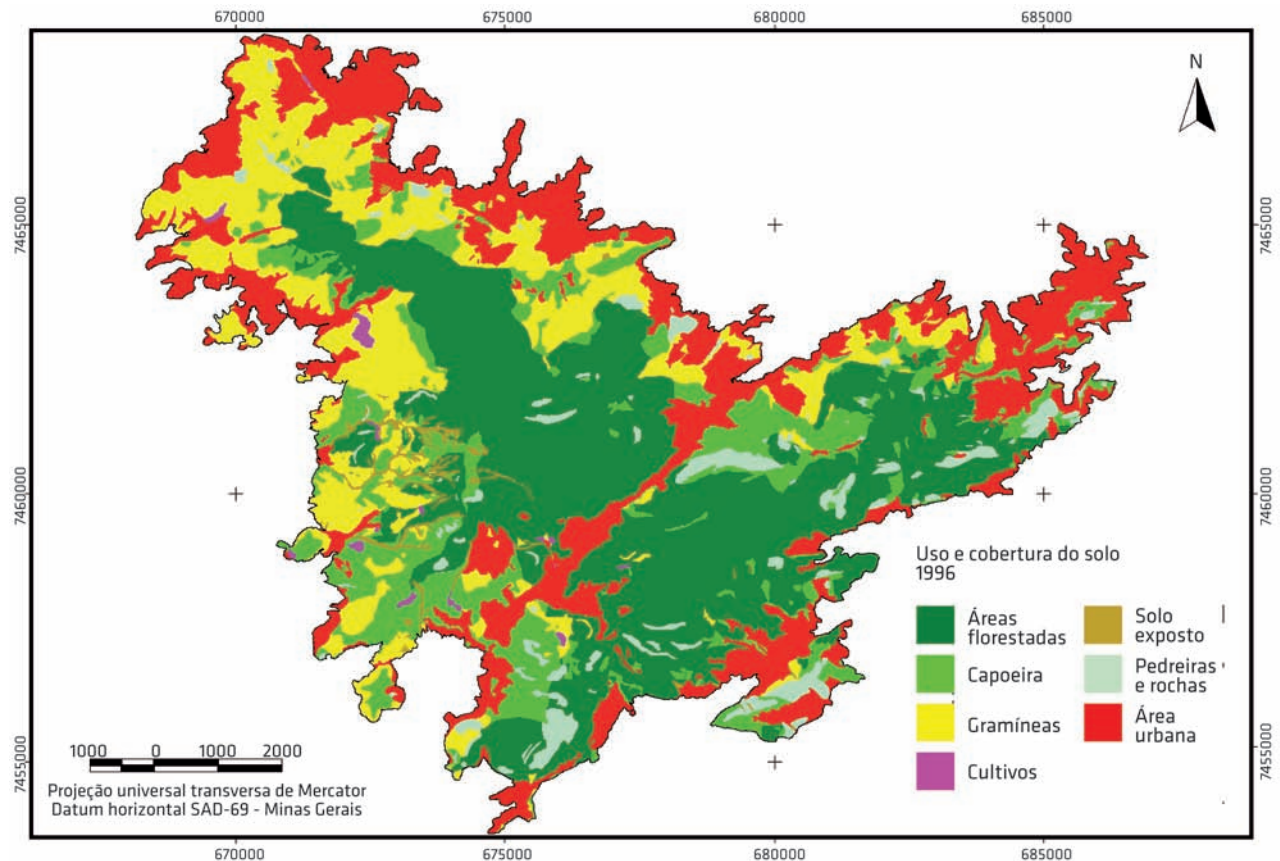 670000 675000 680000 685000
N
7465000 7465000
7460000 7460000
7455000 7455000
Uso e cobertura do solo
1996
Áreas
florestadas
Capoeira
Gramíneas
Cultivos
Solo
exposto
Pedreiras
e rochas
Área
urbana
1000 0 1000 2000
Projeção universal transversa de Mercator
Datum horizontal SAD-69 - Minas Gerais
670000 675000 680000 685000